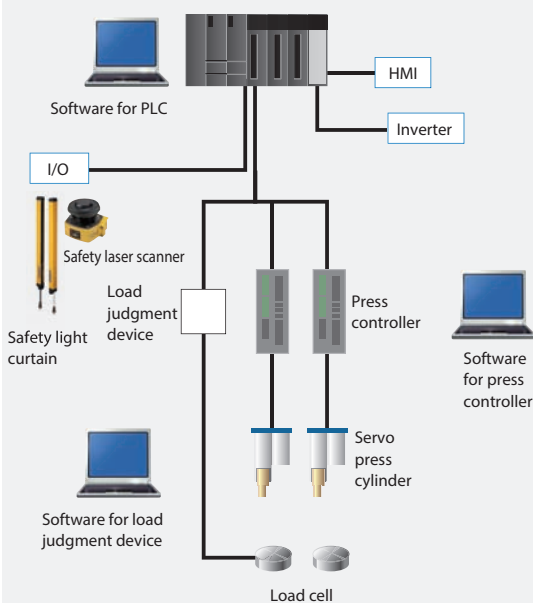 HMI
Software for PLC
Inverter
I/O
Safety laser scanner
Load
judgment
device
Press
controller
Safety light
curtain
Software
for press
controller
Servo
press
cylinder
Software for load
judgment device
Load cell